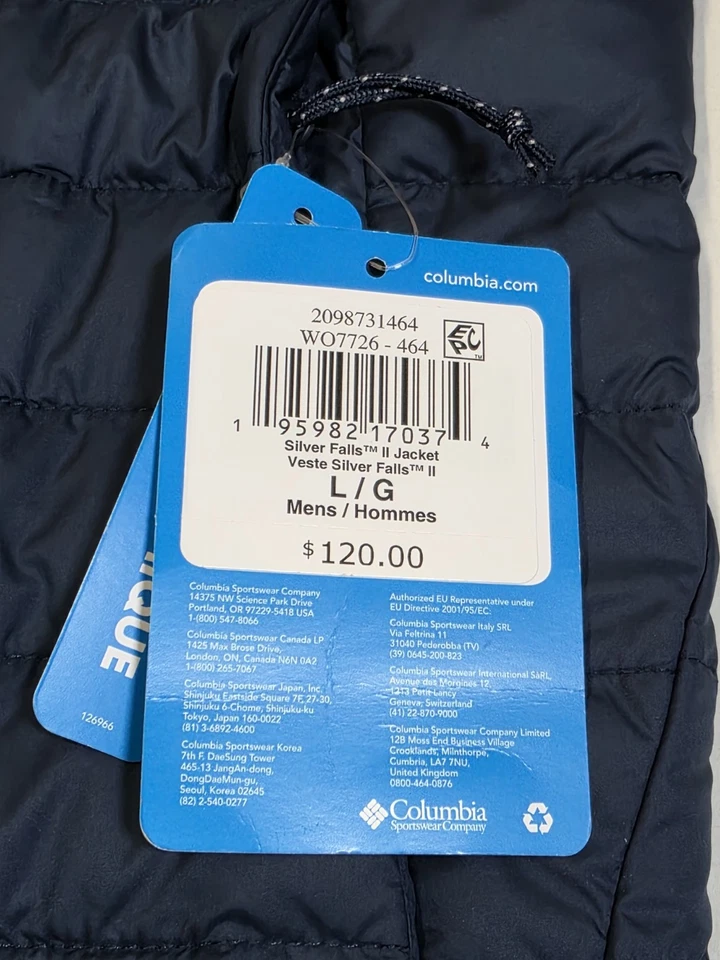 columbia.com
2098731464
WO7726 - 464
EPC™
1 95982 17037 4
Silver Falls™ II Jacket
Veste Silver Falls™ II
L / G
Mens / Hommes
$120.00
Columbia Sportswear Company
14375 NW Science Park Drive
Portland, OR 97229-5418 USA
1-(800) 547-8066
Columbia Sportswear Canada LP
1425 Max Brose Drive,
London, ON, Canada N6N 0A2
1-(800) 265-7067
Columbia Sportswear Japan, Inc.
Shinjuku Eastside Square 7F, 27-30,
Shinjuku 6-Chome, Shinjuku-ku
Tokyo, Japan 160-0022
(81) 3-6892-4600
Columbia Sportswear Korea
7th F. DaeSung Tower
465-13 JangAn-dong,
DongDaeMun-gu,
Seoul, Korea 02645
(82) 2-540-0277
Authorized EU Representative under
EU Directive 2001/95/EC:
Columbia Sportswear Italy SRL
Via Feltrina 11
31040 Pederobba (TV)
(39) 0645-200-823
Columbia Sportswear International SàRL,
Avenue des Morgines 12,
1213 Petit-Lancy
Geneva, Switzerland
(41) 22-870-9000
Columbia Sportswear Company Limited
12B Moss End Business Village
Crooklands, Milnthorpe,
Cumbria, LA7 7NU,
United Kingdom
0800-464-0876
Columbia
Sportswear Company
IQUE
126966